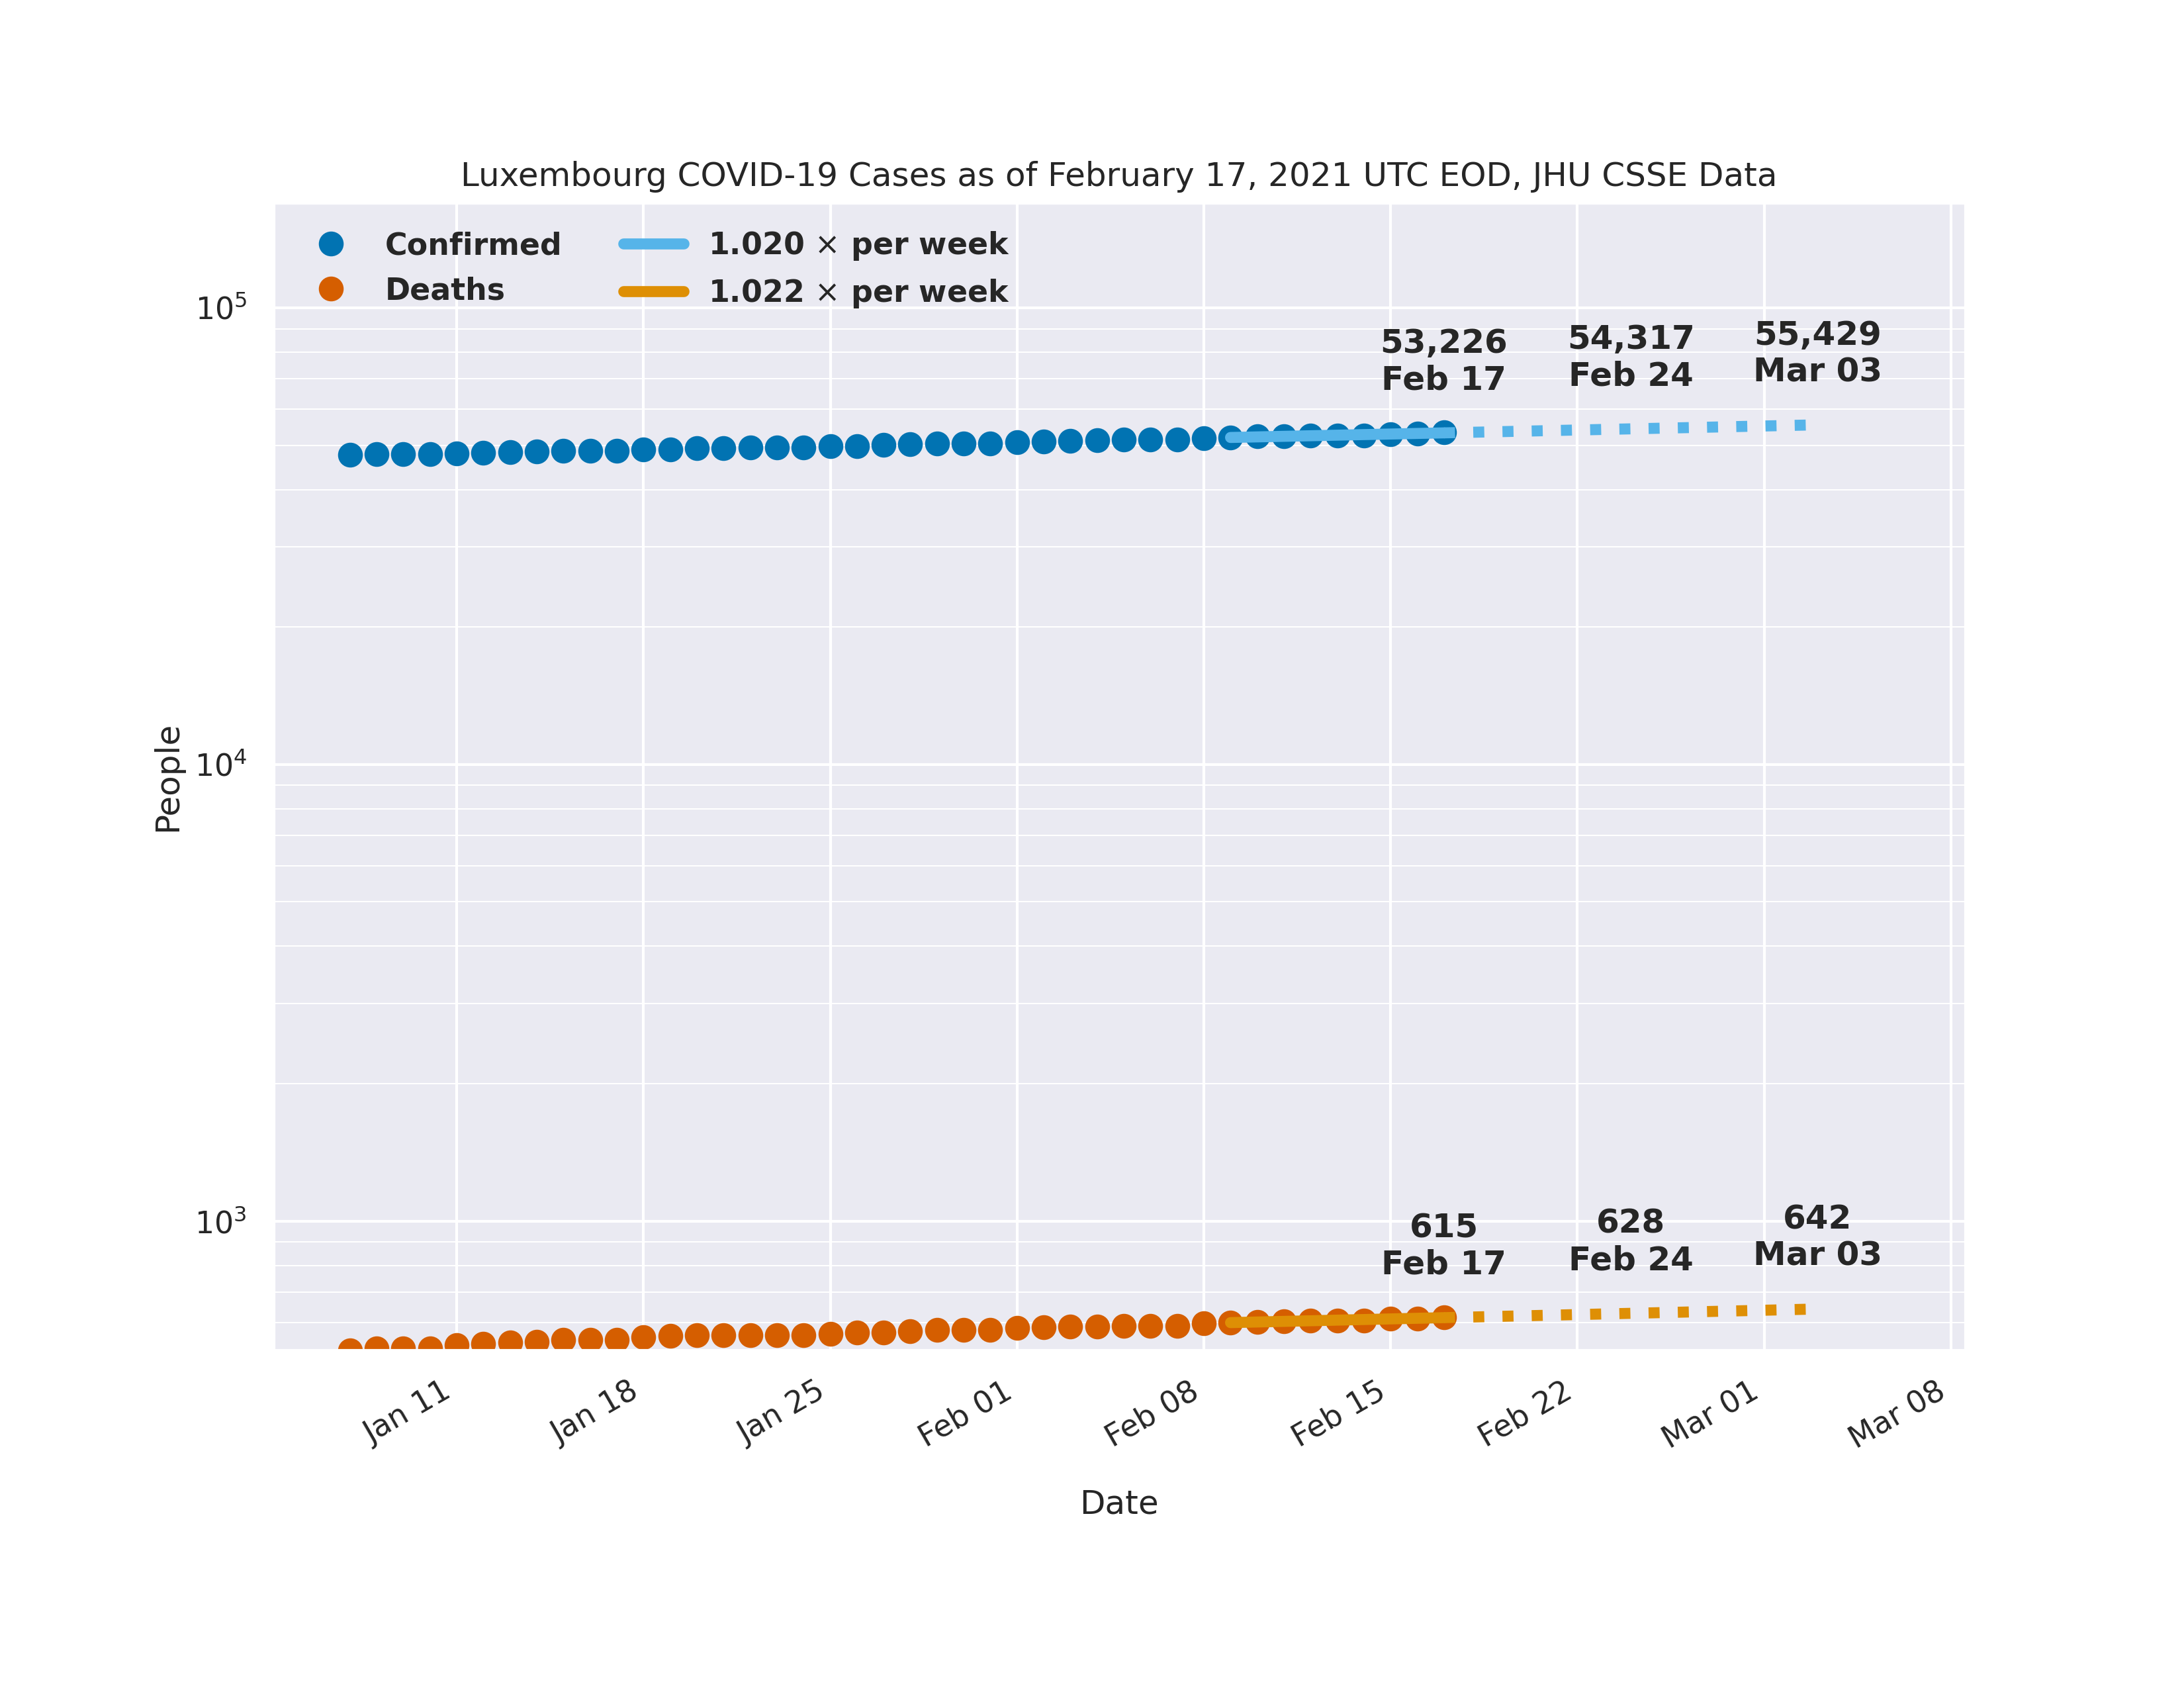 Luxembourg COVID-19 Cases as of February 17, 2021 UTC EOD, JHU CSSE Data
Confirmed
Deaths
1.020 × per week
1.022 × per week
10⁵
10⁴
10³
People
53,226
Feb 17
54,317
Feb 24
55,429
Mar 03
615
Feb 17
628
Feb 24
642
Mar 03
Jan 11
Jan 18
Jan 25
Feb 01
Feb 08
Feb 15
Feb 22
Mar 01
Mar 08
Date